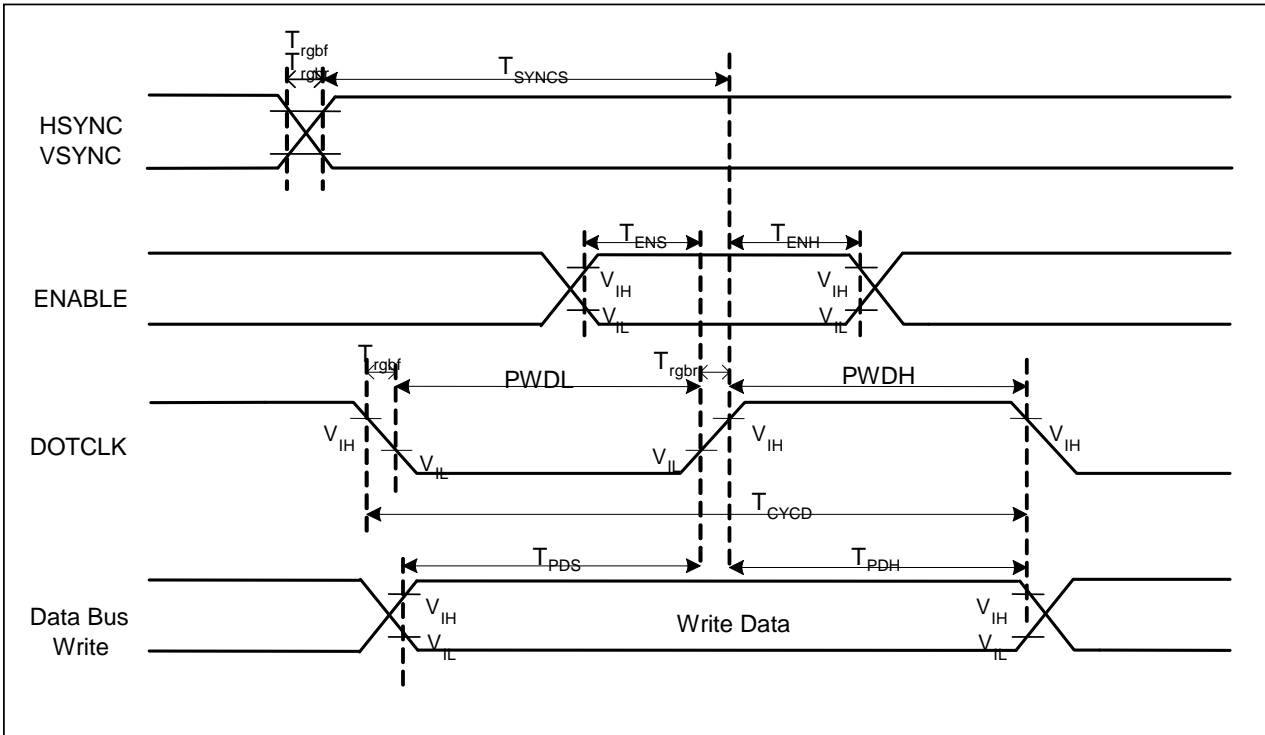 Trgbf
Trgbr
TSYNCS
HSYNC
VSYNC
TENS
TENH
VIH
VIH
ENABLE
VIL
VIL
Trgbf
Trgbr
PWDL
PWDH
VIH
VIH
VIH
DOTCLK
VIL
VIL
TCYCD
TPDS
TPDH
VIH
VIH
Data Bus
Write
Write Data
VIL
VIL